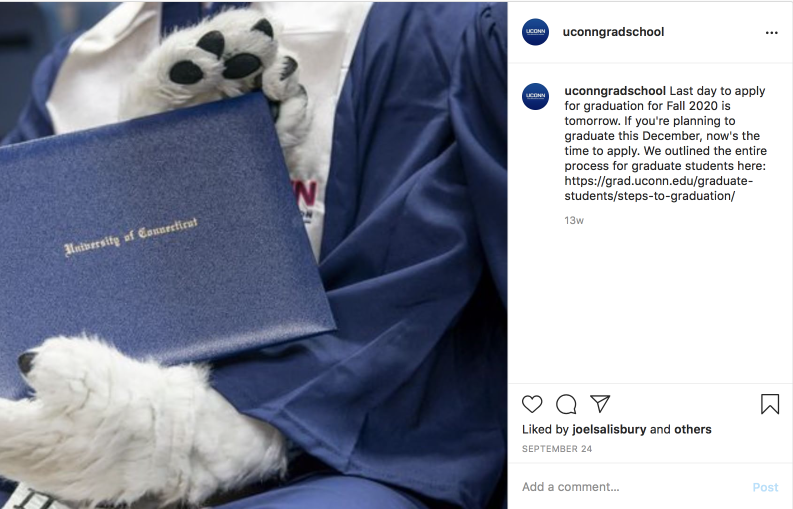 UCONN
uconngradschool
UCONN
uconngradschool Last day to apply
for graduation for Fall 2020 is
tomorrow. If you're planning to
graduate this December, now's the
time to apply. We outlined the entire
process for graduate students here:
https://grad.uconn.edu/graduate-
students/steps-to-graduation/
13w
University of Connecticut
Liked by joelsalisbury and others
SEPTEMBER 24
Add a comment... Post